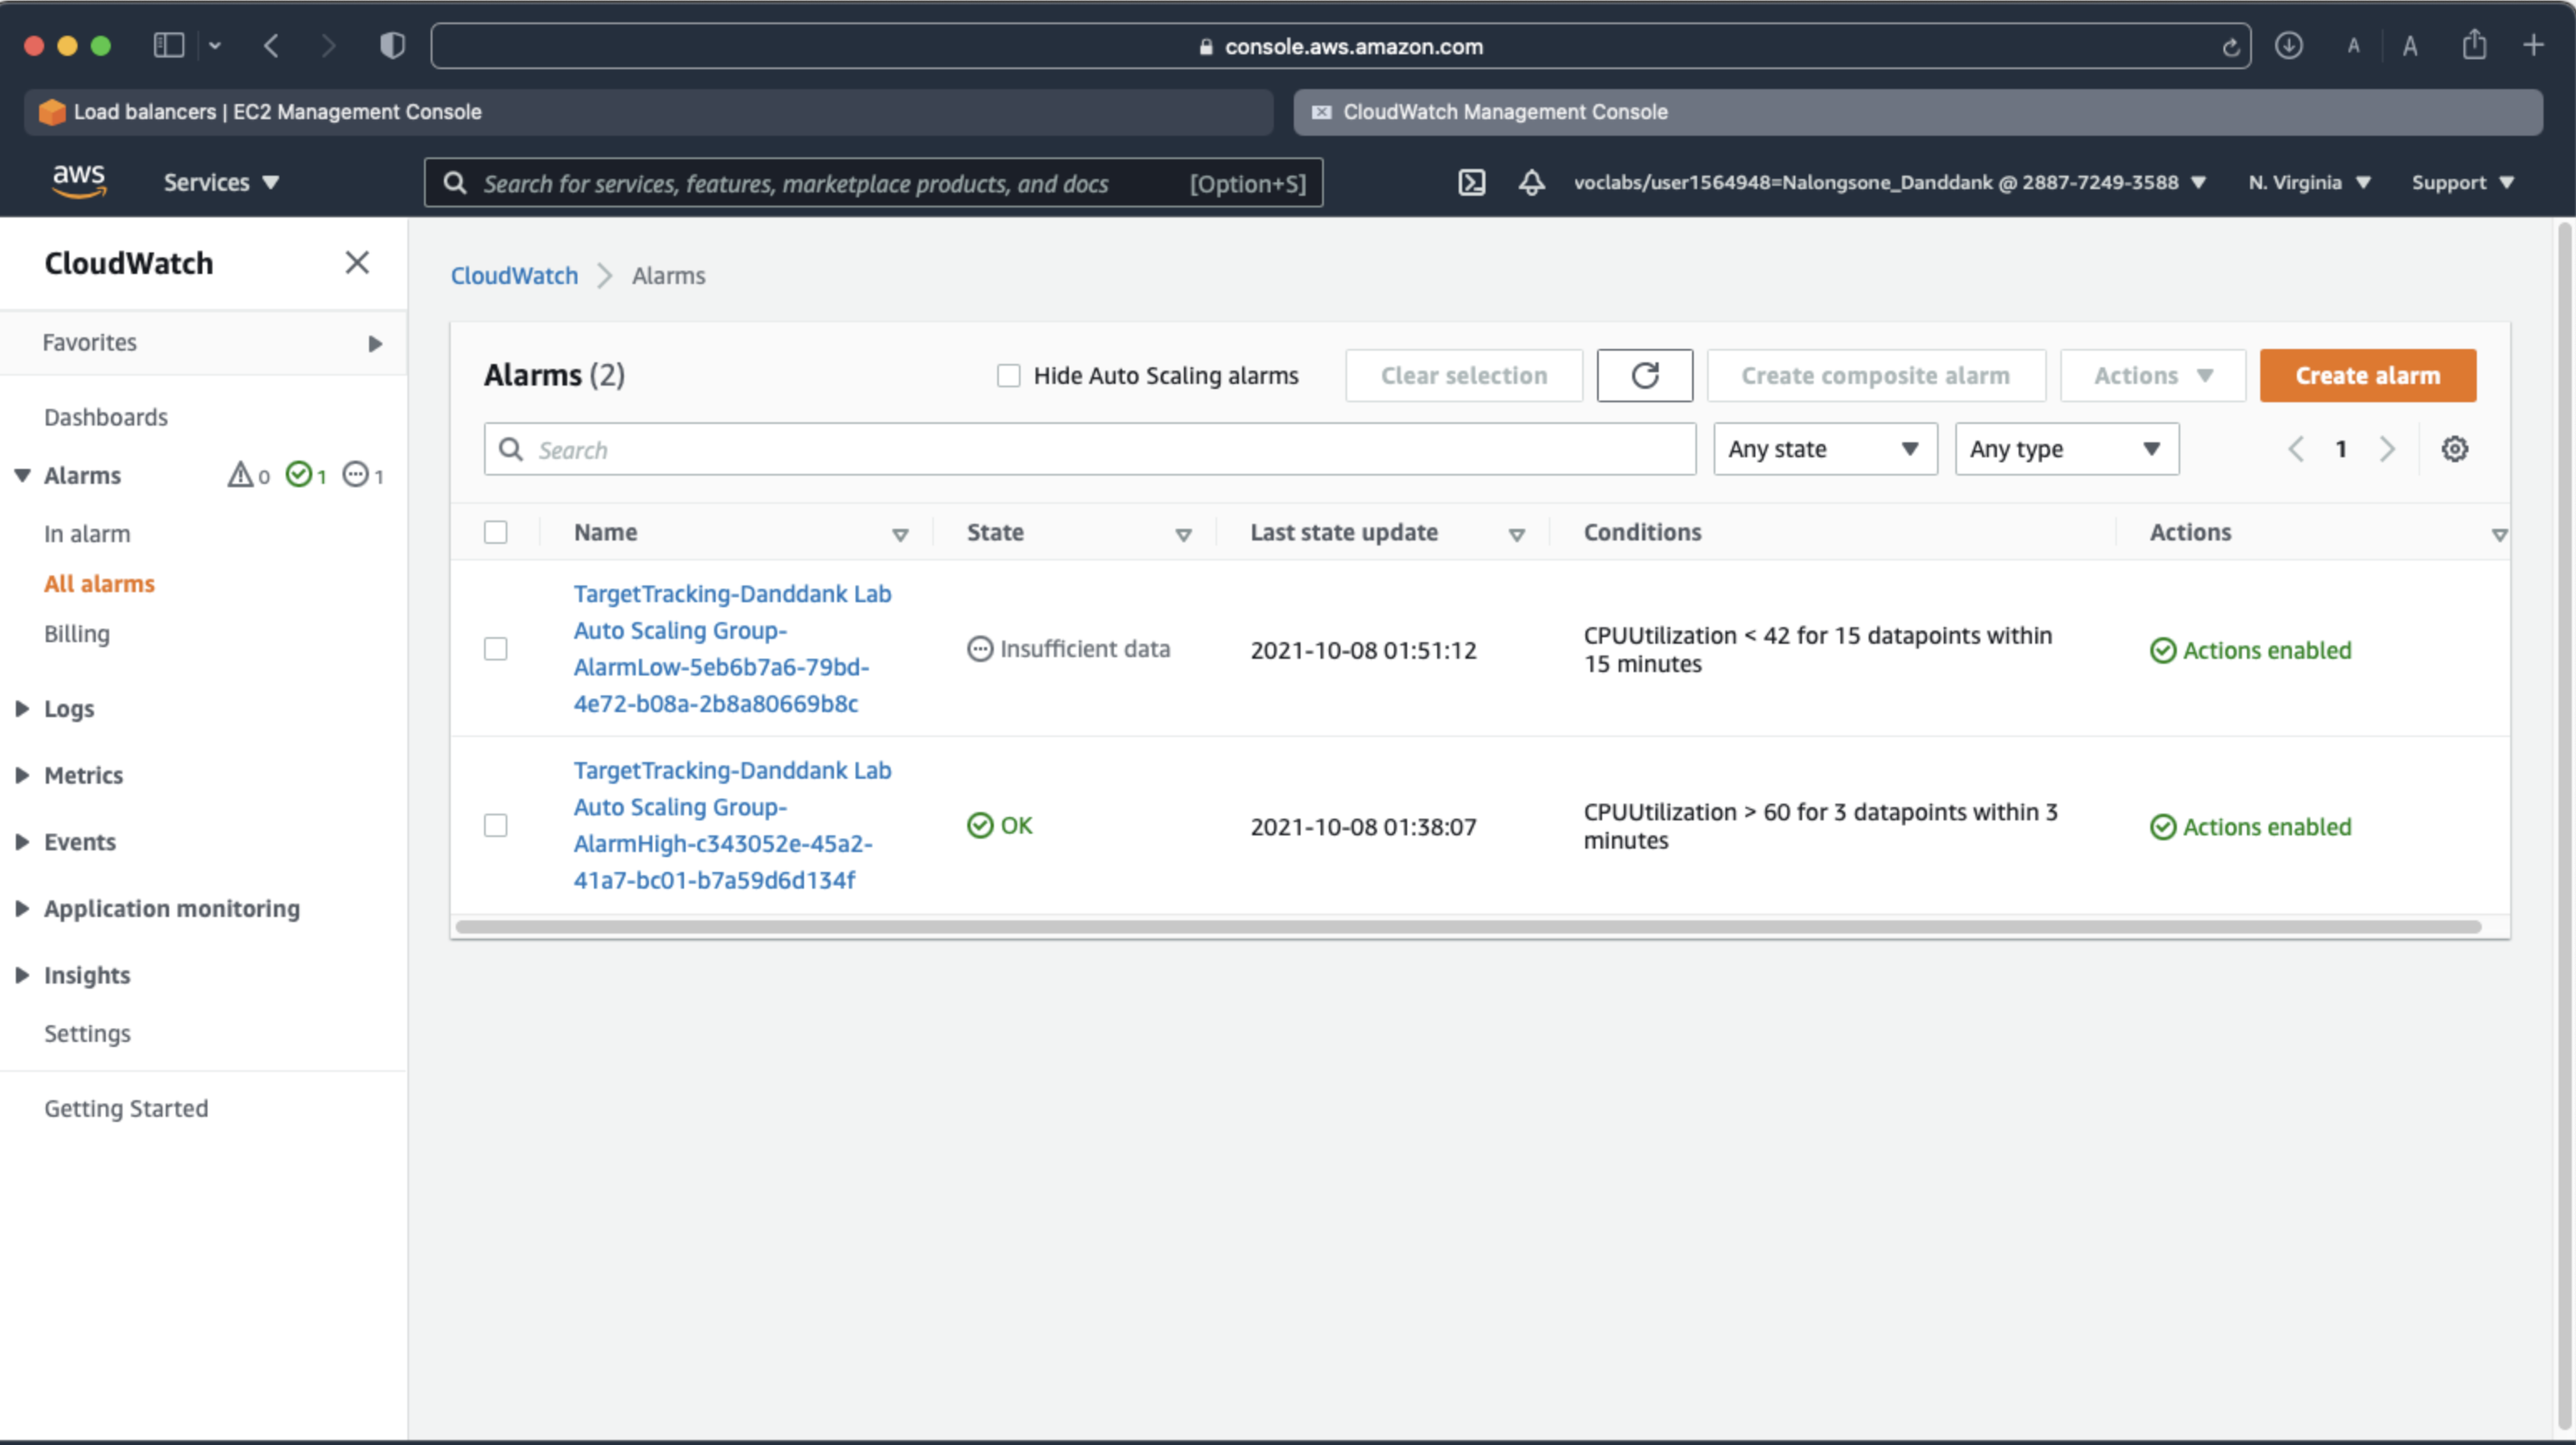 console.aws.amazon.com
A A
Load balancers | EC2 Management Console
CloudWatch Management Console
aws
Services
Search for services, features, marketplace products, and docs [Option+S]
voclabs/user1564948=Nalongsone_Danddank @ 2887-7249-3588
N. Virginia
Support
CloudWatch
Favorites
Dashboards
Alarms 0 1 1
In alarm
All alarms
Billing
Logs
Metrics
Events
Application monitoring
Insights
Settings
Getting Started
CloudWatch
Alarms
Alarms (2)
Hide Auto Scaling alarms
Clear selection
Create composite alarm
Actions
Create alarm
Search
Any state
Any type
1
Name
State
Last state update
Conditions
Actions
TargetTracking-Danddank Lab
Auto Scaling Group-
AlarmLow-5eb6b7a6-79bd-
4e72-b08a-2b8a80669b8c
Insufficient data
2021-10-08 01:51:12
CPUUtilization < 42 for 15 datapoints within
15 minutes
Actions enabled
TargetTracking-Danddank Lab
Auto Scaling Group-
AlarmHigh-c343052e-45a2-
41a7-bc01-b7a59d6d134f
OK
2021-10-08 01:38:07
CPUUtilization > 60 for 3 datapoints within 3
minutes
Actions enabled